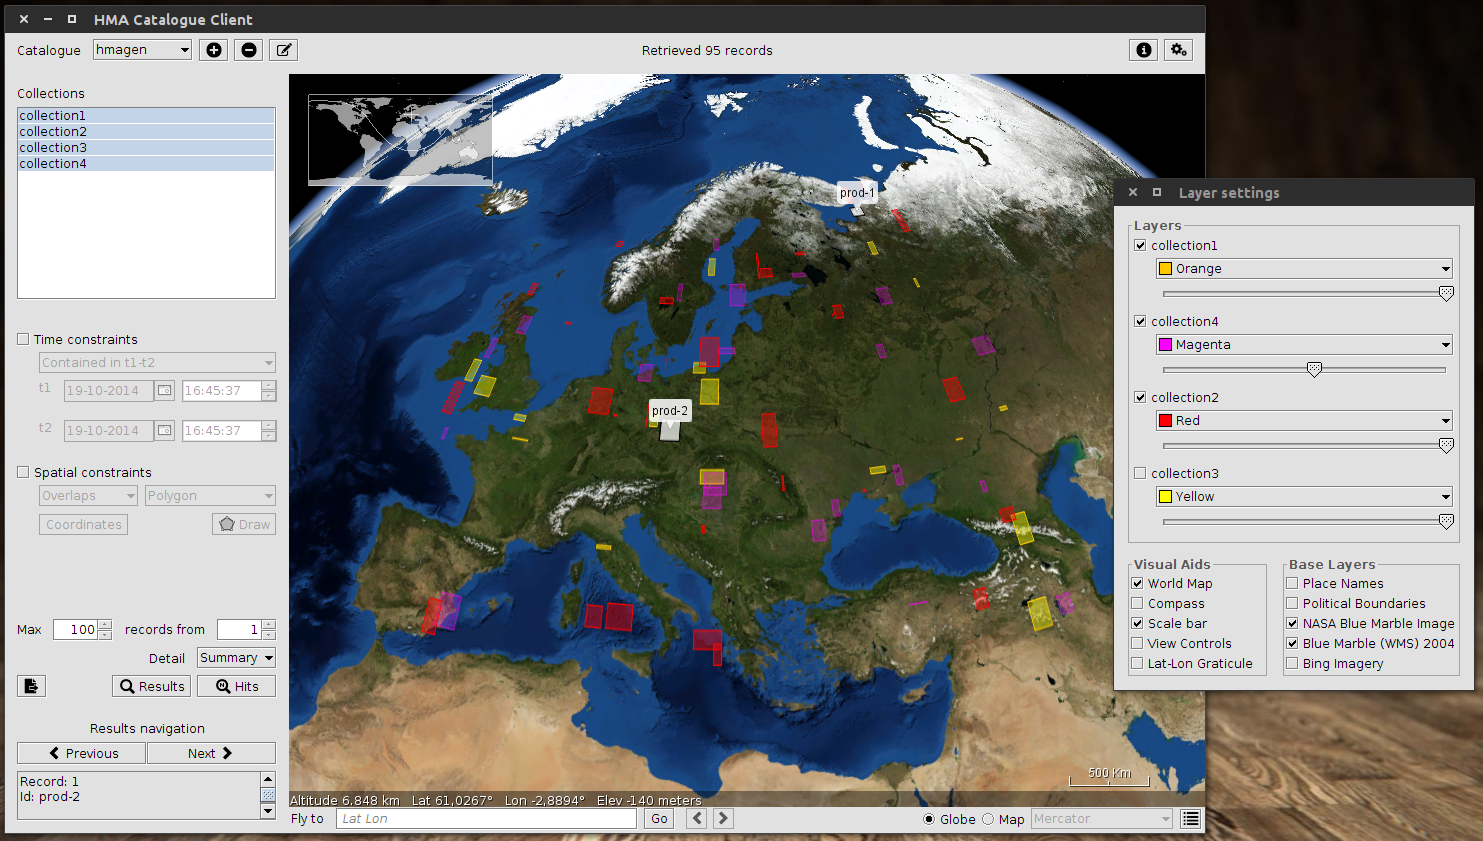 HMA Catalogue Client
Catalogue hmagen Retrieved 95 records
Collections
collection1
collection2
collection3
collection4
Time constraints
Contained in t1-t2
t1 19-10-2014 16:45:37
t2 19-10-2014 16:45:37
Spatial constraints
Overlaps Polygon
Coordinates Draw
Max 100 records from 1
Detail Summary
Results Hits
Results navigation
Previous Next
Record: 1
Id: prod-2
prod-1
prod-2
500 Km
Altitude 6.848 km Lat 61,0267° Lon -2,8894° Elev -140 meters
Fly to Lat Lon Go Globe Map Mercator
Layer settings
Layers
collection1
Orange
collection4
Magenta
collection2
Red
collection3
Yellow
Visual Aids
World Map
Compass
Scale bar
View Controls
Lat-Lon Graticule
Base Layers
Place Names
Political Boundaries
NASA Blue Marble Image
Blue Marble (WMS) 2004
Bing Imagery